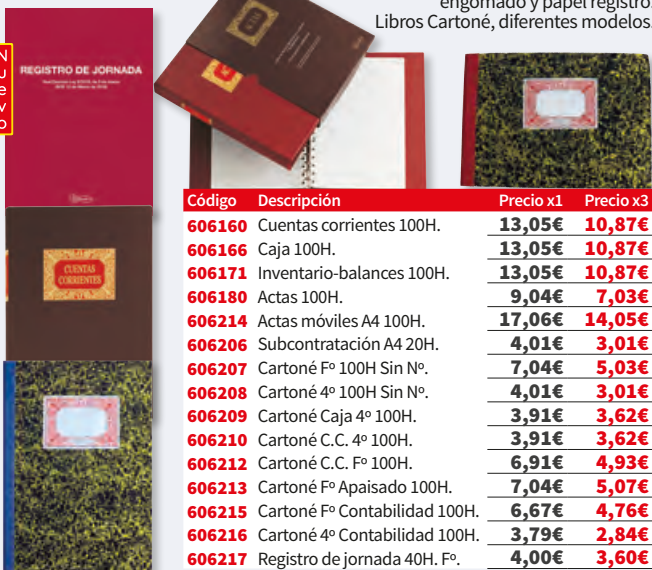 engomado y papel registro.
Libros Cartoné, diferentes modelos.
Nuevo
REGISTRO DE JORNADA
ACTAS
CUENTAS
CORRIENTES
Código Descripción Precio x1 Precio x3
606160 Cuentas corrientes 100H. 13,05€ 10,87€
606166 Caja 100H. 13,05€ 10,87€
606171 Inventario-balances 100H. 13,05€ 10,87€
606180 Actas 100H. 9,04€ 7,03€
606214 Actas móviles A4 100H. 17,06€ 14,05€
606206 Subcontratación A4 20H. 4,01€ 3,01€
606207 Cartoné Fº 100H Sin Nº. 7,04€ 5,03€
606208 Cartoné 4º 100H Sin Nº. 4,01€ 3,01€
606209 Cartoné Caja 4º 100H. 3,91€ 3,62€
606210 Cartoné C.C. 4º 100H. 3,91€ 3,62€
606212 Cartoné C.C. Fº 100H. 6,91€ 4,93€
606213 Cartoné Fº Apaisado 100H. 7,04€ 5,07€
606215 Cartoné Fº Contabilidad 100H. 6,67€ 4,76€
606216 Cartoné 4º Contabilidad 100H. 3,79€ 2,84€
606217 Registro de jornada 40H. Fº. 4,00€ 3,60€